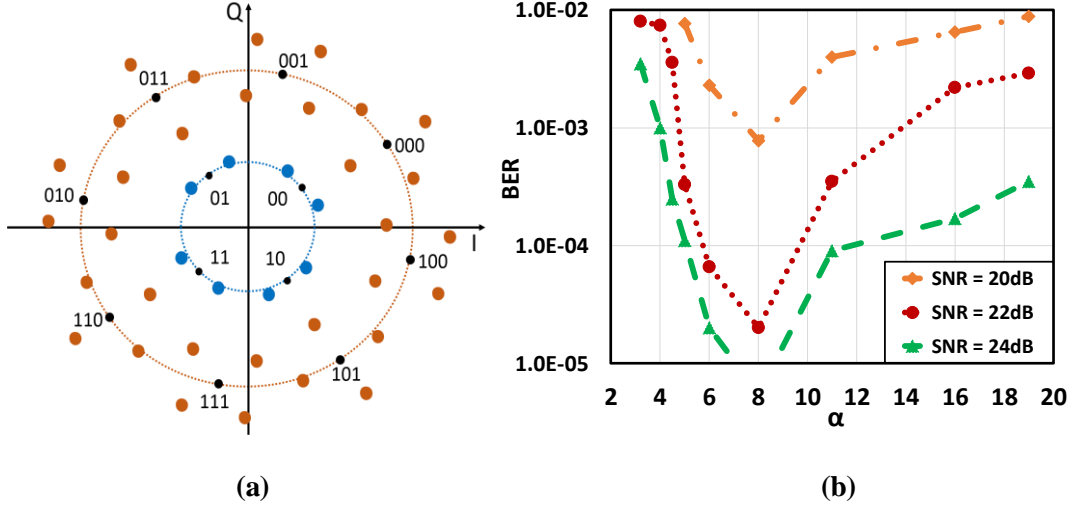 Q
001
011
000
01
00
010
I
11
10
100
110
101
111
(a)
(b)
1.0E-02
1.0E-03
BER
1.0E-04
1.0E-05
SNR = 20dB
SNR = 22dB
SNR = 24dB
2 4 6 8 10 12 14 16 18 20
α
(b)